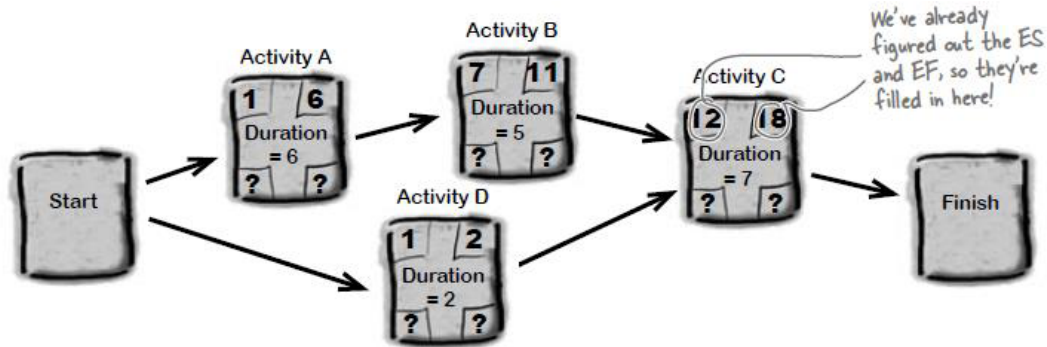 We've already
figured out the ES
and EF, so they're
filled in here!
Activity A
1 6
Duration
= 6
? ?
Activity B
7 11
Duration
= 5
Activity C
12 18
Duration
= 7
? ?
Start
Activity D
1 2
Duration
= 2
? ?
Finish